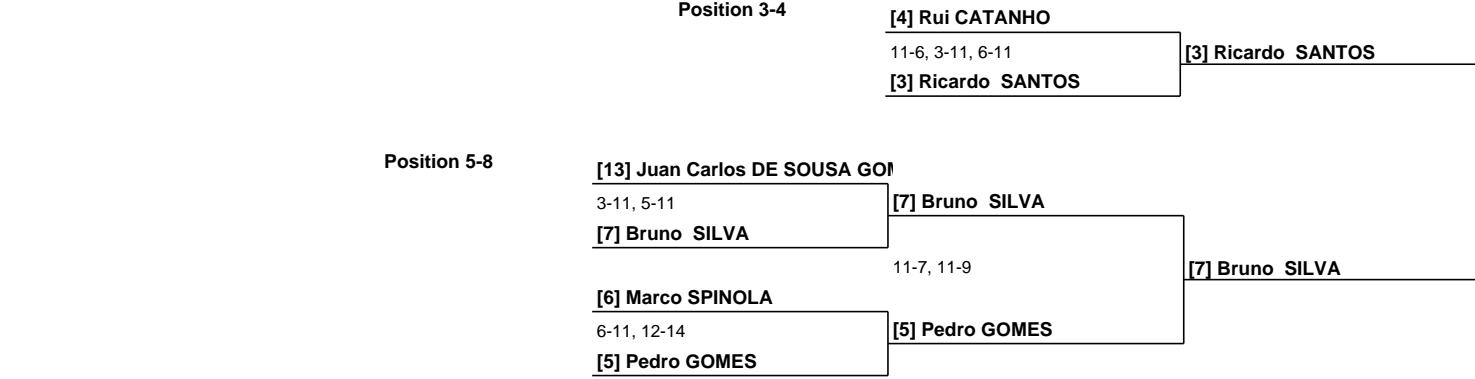 Position 3-4
[4] Rui CATANHO
11-6, 3-11, 6-11
[3] Ricardo SANTOS
[3] Ricardo SANTOS
Position 5-8
[13] Juan Carlos DE SOUSA
3-11, 5-11
[7] Bruno SILVA
[7] Bruno SILVA
11-7, 11-9
[7] Bruno SILVA
[6] Marco SPINOLA
6-11, 12-14
[5] Pedro GOMES
[5] Pedro GOMES